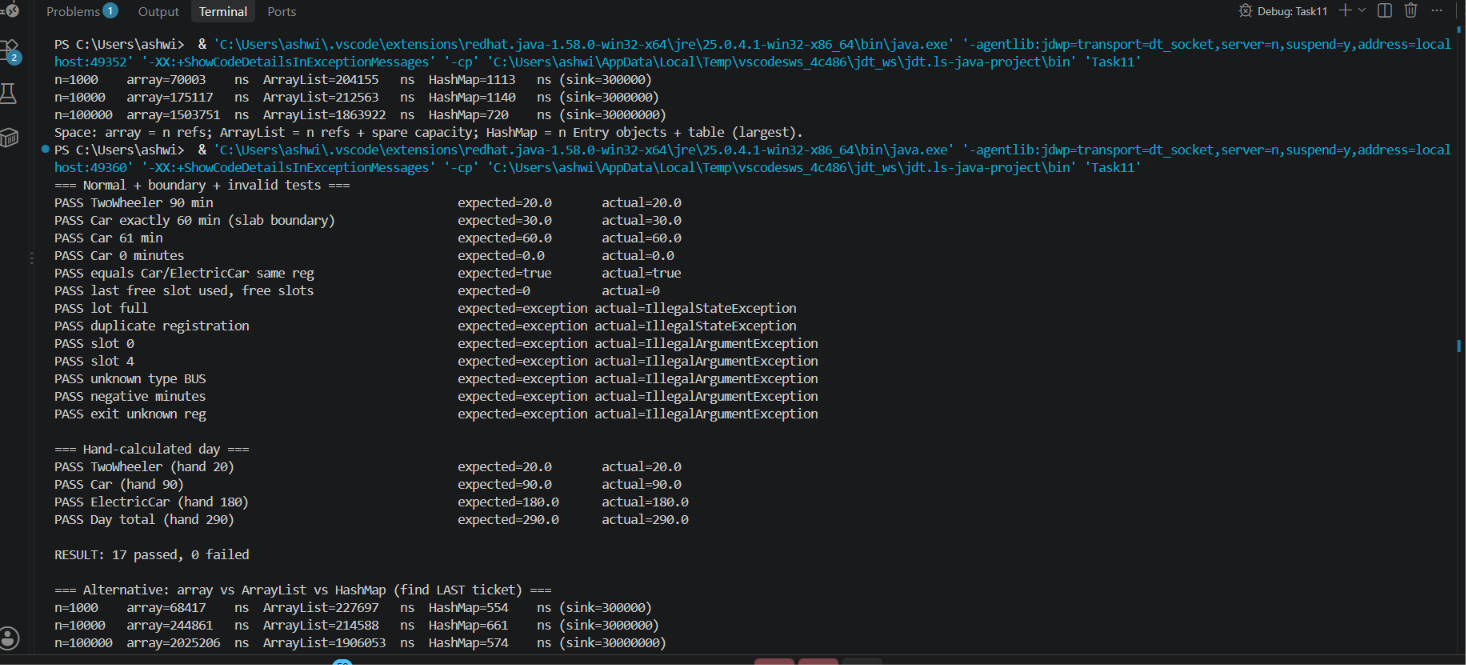 Problems 1 Output Terminal Ports Debug: Task11
PS C:\Users\ashwi>  & 'C:\Users\ashwi\.vscode\extensions\redhat.java-1.58.0-win32-x64\jre\25.0.4.1-win32-x86_64\bin\java.exe' '-agentlib:jdwp=transport=dt_socket,server=n,suspend=y,address=local
host:49352' '-XX:+ShowCodeDetailsInExceptionMessages' '-cp' 'C:\Users\ashwi\AppData\Local\Temp\vscodesws_4c486\jdt_ws\jdt.ls-java-project\bin' 'Task11'
2
n=1000   array=70003   ns  ArrayList=204155  ns  HashMap=1113   ns (sink=300000)
n=10000  array=175117  ns  ArrayList=212563  ns  HashMap=1140   ns (sink=3000000)
n=100000 array=1503751 ns  ArrayList=1863922 ns  HashMap=720    ns (sink=30000000)
Space: array = n refs; ArrayList = n refs + spare capacity; HashMap = n Entry objects + table (largest).
PS C:\Users\ashwi>  & 'C:\Users\ashwi\.vscode\extensions\redhat.java-1.58.0-win32-x64\jre\25.0.4.1-win32-x86_64\bin\java.exe' '-agentlib:jdwp=transport=dt_socket,server=n,suspend=y,address=local
host:49360' '-XX:+ShowCodeDetailsInExceptionMessages' '-cp' 'C:\Users\ashwi\AppData\Local\Temp\vscodesws_4c486\jdt_ws\jdt.ls-java-project\bin' 'Task11'
=== Normal + boundary + invalid tests ===
PASS TwoWheeler 90 min expected=20.0 actual=20.0
PASS Car exactly 60 min (slab boundary) expected=30.0 actual=30.0
PASS Car 61 min expected=60.0 actual=60.0
PASS Car 0 minutes expected=0.0 actual=0.0
PASS equals Car/ElectricCar same reg expected=true actual=true
PASS last free slot used, free slots expected=0 actual=0
PASS lot full expected=exception actual=IllegalStateException
PASS duplicate registration expected=exception actual=IllegalStateException
PASS slot 0 expected=exception actual=IllegalArgumentException
PASS slot 4 expected=exception actual=IllegalArgumentException
PASS unknown type BUS expected=exception actual=IllegalArgumentException
PASS negative minutes expected=exception actual=IllegalArgumentException
PASS exit unknown reg expected=exception actual=IllegalArgumentException
=== Hand-calculated day ===
PASS TwoWheeler (hand 20) expected=20.0 actual=20.0
PASS Car (hand 90) expected=90.0 actual=90.0
PASS ElectricCar (hand 180) expected=180.0 actual=180.0
PASS Day total (hand 290) expected=290.0 actual=290.0
RESULT: 17 passed, 0 failed
=== Alternative: array vs ArrayList vs HashMap (find LAST ticket) ===
n=1000   array=68417   ns  ArrayList=227697  ns  HashMap=554    ns (sink=300000)
n=10000  array=244861  ns  ArrayList=214588  ns  HashMap=661    ns (sink=3000000)
n=100000 array=2025206 ns  ArrayList=1906053 ns  HashMap=574    ns (sink=30000000)